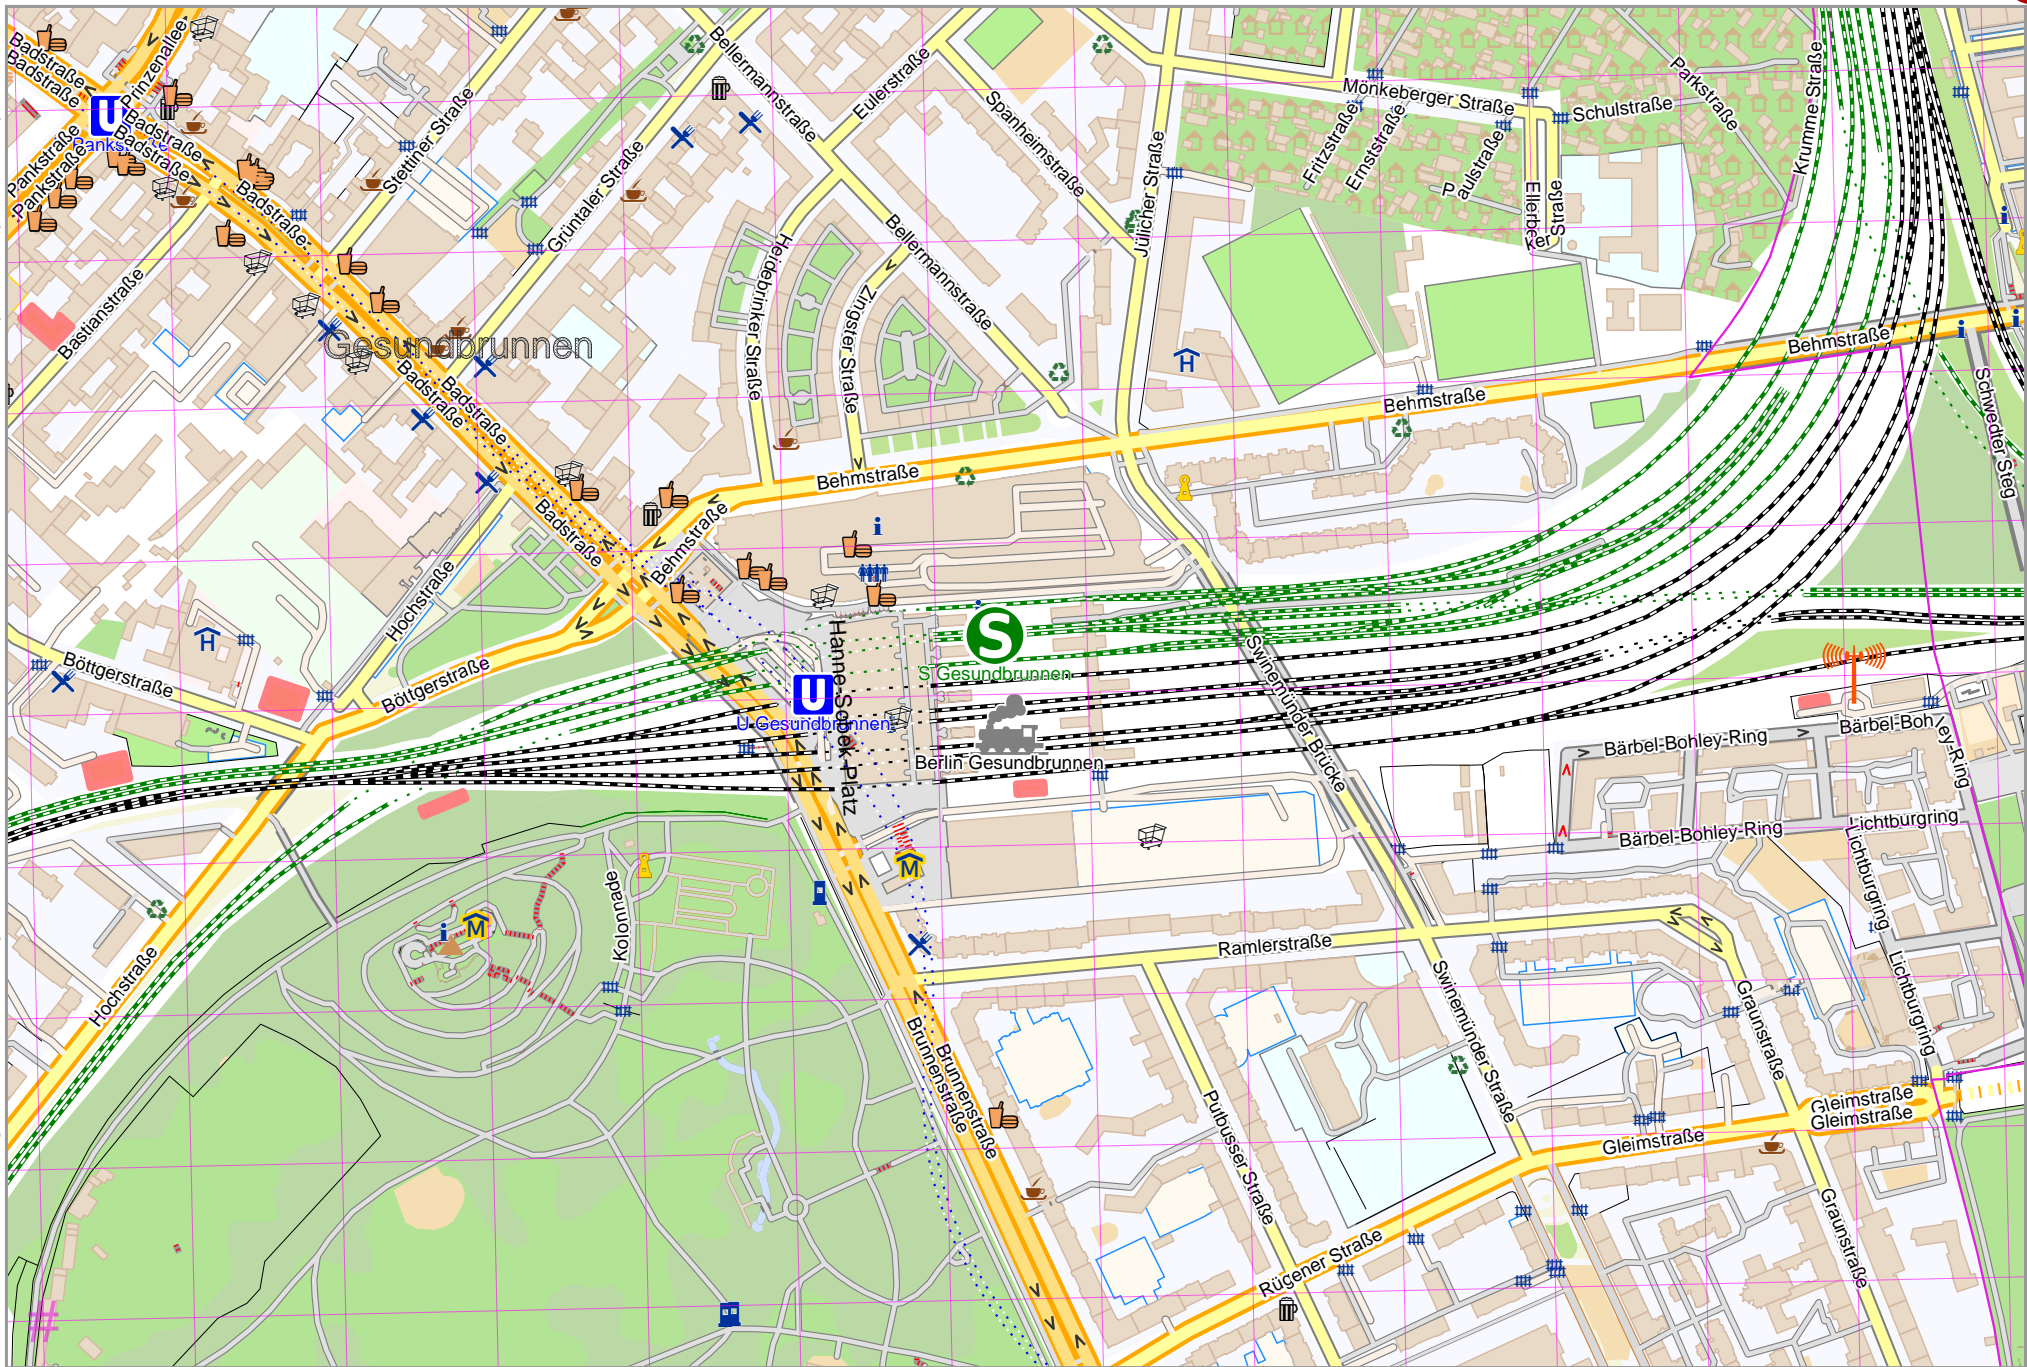 Badstraße
Badstraße
Prinzenallee
U
Pankstraße
Pankstraße
Badstraße
Badstraße
Badstraße
Stettiner Straße
Grüntaler Straße
Bellermannstraße
Eulerstraße
Spanheimstraße
Jülicher Straße
Mönkeberger Straße
Schulstraße
Parkstraße
Krumme Straße
Fritzstraße
Ernststraße
Paulstraße
Ellerbeker Straße
Bastianstraße
Gesundbrunnen
Heidebrinker Straße
Zingster Straße
Bellermannstraße
H
Behmstraße
Behmstraße
Behmstraße
Behmstraße
Schwedter Steg
Badstraße
Badstraße
Badstraße
Hochstraße
H
Böttgerstraße
Böttgerstraße
Hanne-Sobek-Platz
S
S Gesundbrunnen
U
U Gesundbrunnen
Berlin Gesundbrunnen
Swinemünder Brücke
Bärbel-Bohley-Ring
Bärbel-Bohley-Ring
Bärbel-Bohley-Ring
Lichtburgring
Lichtburgring
Lichtburgring
M
M
Kolonnade
Hochstraße
Ramlerstraße
Swinemünder Straße
Graunstraße
Graunstraße
Brunnenstraße
Brunnenstraße
Putbusser Straße
Rügener Straße
Gleimstraße
Gleimstraße
Gleimstraße